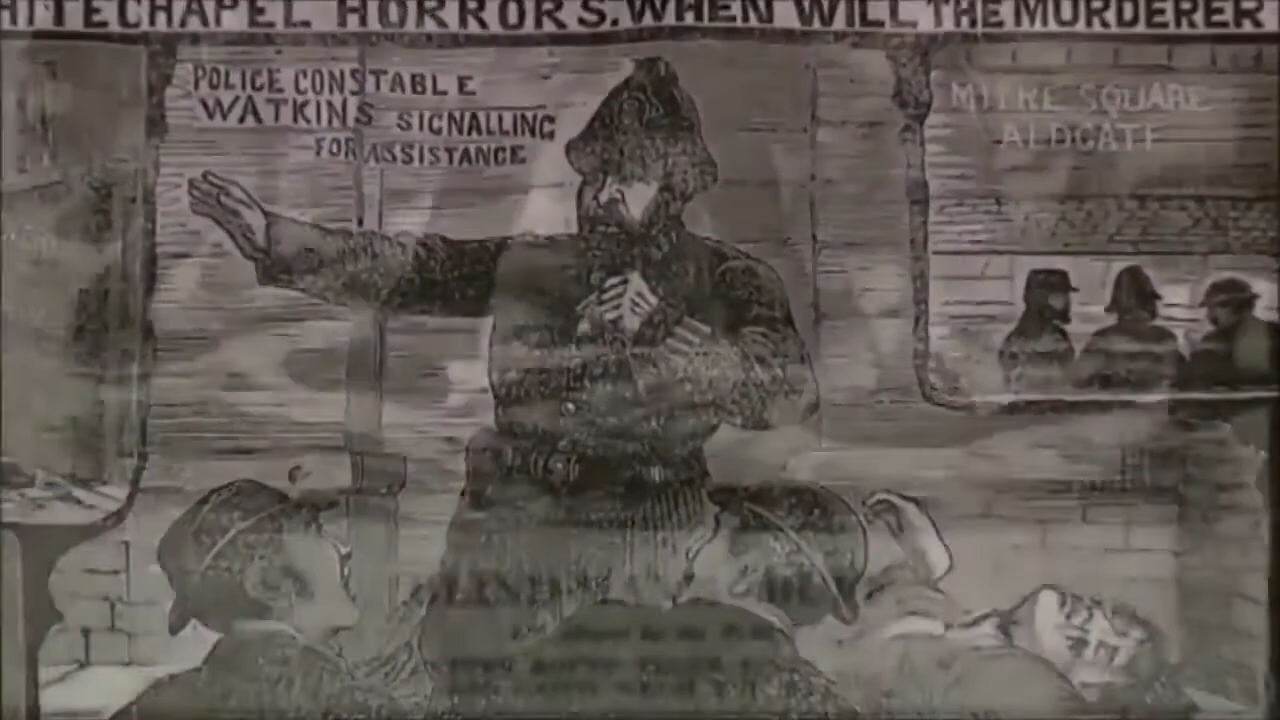 HITECHAPEL HORRORS. WHEN WILL THE MURDERER
POLICE CONSTABLE
WATKINS SIGNALLING
FOR ASSISTANCE
MITRE SQUARE
ALDGATE